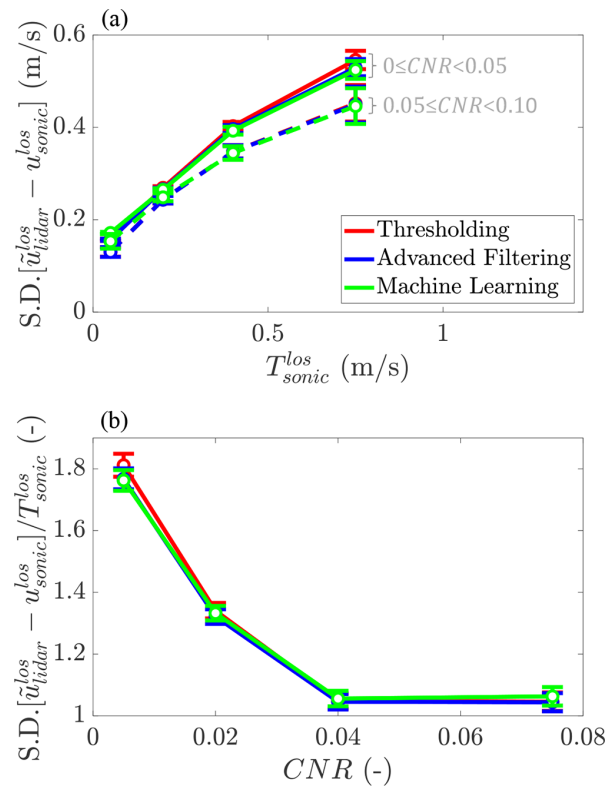 (a)
S.D.[ũ^{los}_{lidar} − u^{los}_{sonic}] (m/s)
0.6
0.4
0.2
0
0≤CNR<0.05
0.05≤CNR<0.10
Thresholding
Advanced Filtering
Machine Learning
0 0.5 1
T^{los}_{sonic} (m/s)
(b)
S.D.[ũ^{los}_{lidar} − u^{los}_{sonic}]/T^{los}_{sonic} (-)
1.8
1.6
1.4
1.2
1
0 0.02 0.04 0.06 0.08
CNR (-)